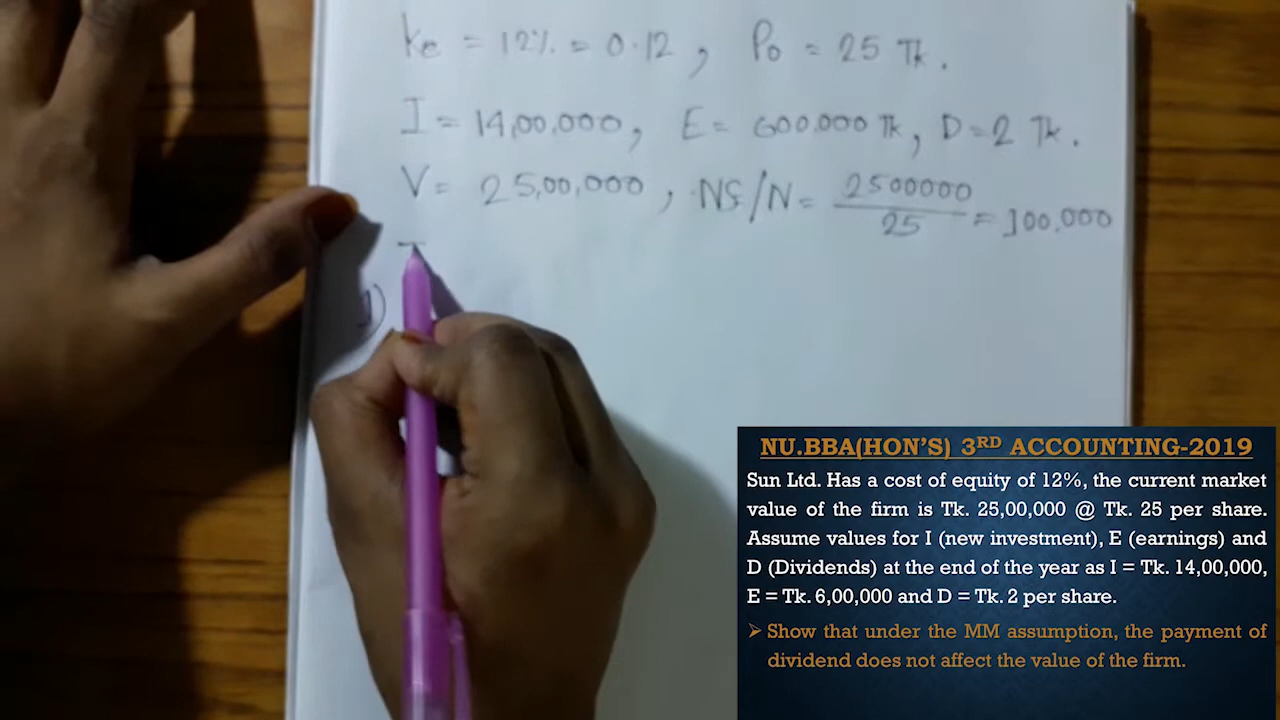 Ke = 12% = 0.12 , P0 = 25 Tk.
I = 14,00,000, E = 600,000 Tk, D = 2 Tk.
V = 25,00,000 , NS/N = 2500000/25 = 100,000
NU.BBA(HON'S) 3RD ACCOUNTING-2019
Sun Ltd. Has a cost of equity of 12%, the current market
value of the firm is Tk. 25,00,000 @ Tk. 25 per share.
Assume values for I (new investment), E (earnings) and
D (Dividends) at the end of the year as I = Tk. 14,00,000,
E = Tk. 6,00,000 and D = Tk. 2 per share.
➢ Show that under the MM assumption, the payment of
dividend does not affect the value of the firm.